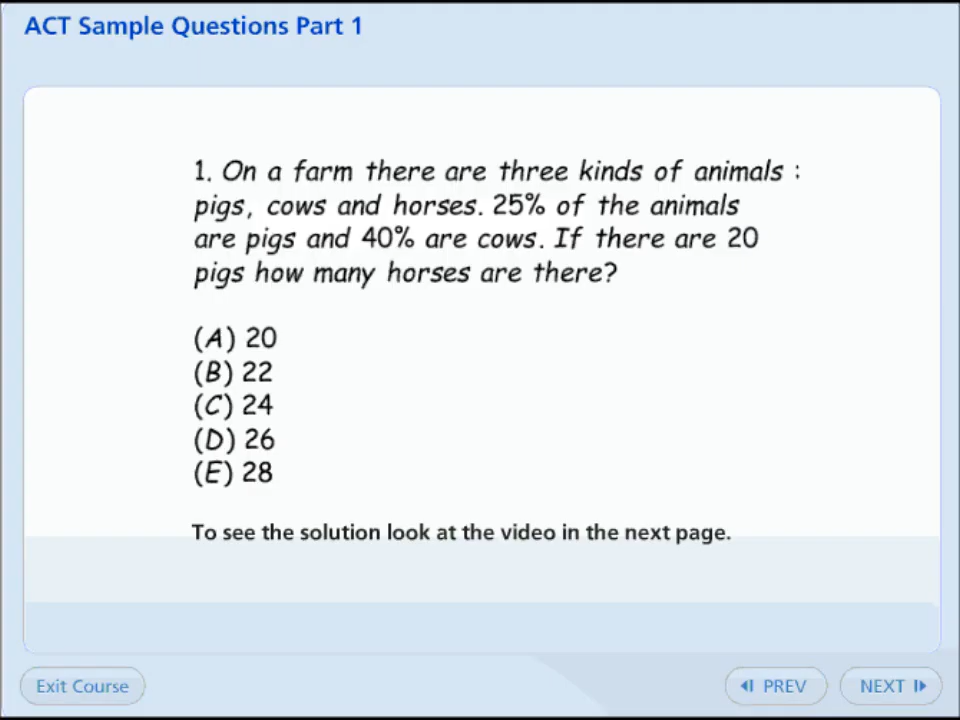 ACT Sample Questions Part 1
1. On a farm there are three kinds of animals :
pigs, cows and horses. 25% of the animals
are pigs and 40% are cows. If there are 20
pigs how many horses are there?
(A) 20
(B) 22
(C) 24
(D) 26
(E) 28
To see the solution look at the video in the next page.
Exit Course
PREV
NEXT